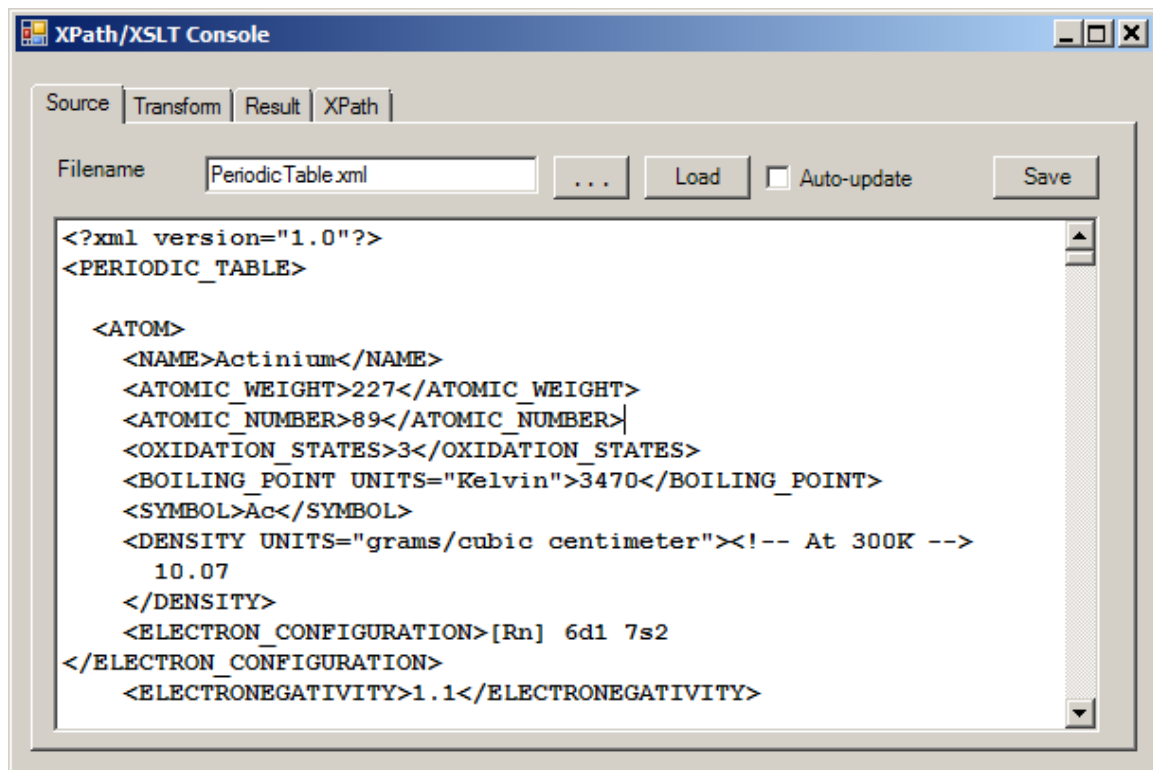 XPath/XSLT Console
Source Transform Result XPath
Filename PeriodicTable.xml ... Load Auto-update Save
<?xml version="1.0"?>
<PERIODIC_TABLE>
<ATOM>
<NAME>Actinium</NAME>
<ATOMIC_WEIGHT>227</ATOMIC_WEIGHT>
<ATOMIC_NUMBER>89</ATOMIC_NUMBER>
<OXIDATION_STATES>3</OXIDATION_STATES>
<BOILING_POINT UNITS="Kelvin">3470</BOILING_POINT>
<SYMBOL>Ac</SYMBOL>
<DENSITY UNITS="grams/cubic centimeter"><!-- At 300K -->
10.07
</DENSITY>
<ELECTRON_CONFIGURATION>[Rn] 6d1 7s2
</ELECTRON_CONFIGURATION>
<ELECTRONEGATIVITY>1.1</ELECTRONEGATIVITY>